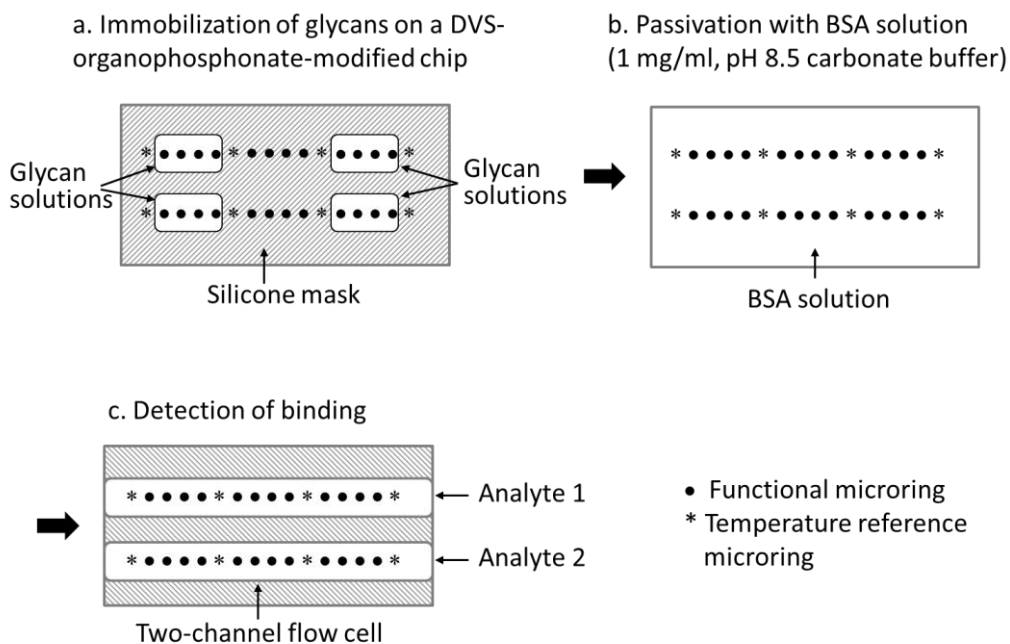 a. Immobilization of glycans on a DVS-
organophosphonate-modified chip
b. Passivation with BSA solution
(1 mg/ml, pH 8.5 carbonate buffer)
Glycan
solutions
Glycan
solutions
Silicone mask
BSA solution
c. Detection of binding
Analyte 1
Analyte 2
Two-channel flow cell
• Functional microring
* Temperature reference
microring